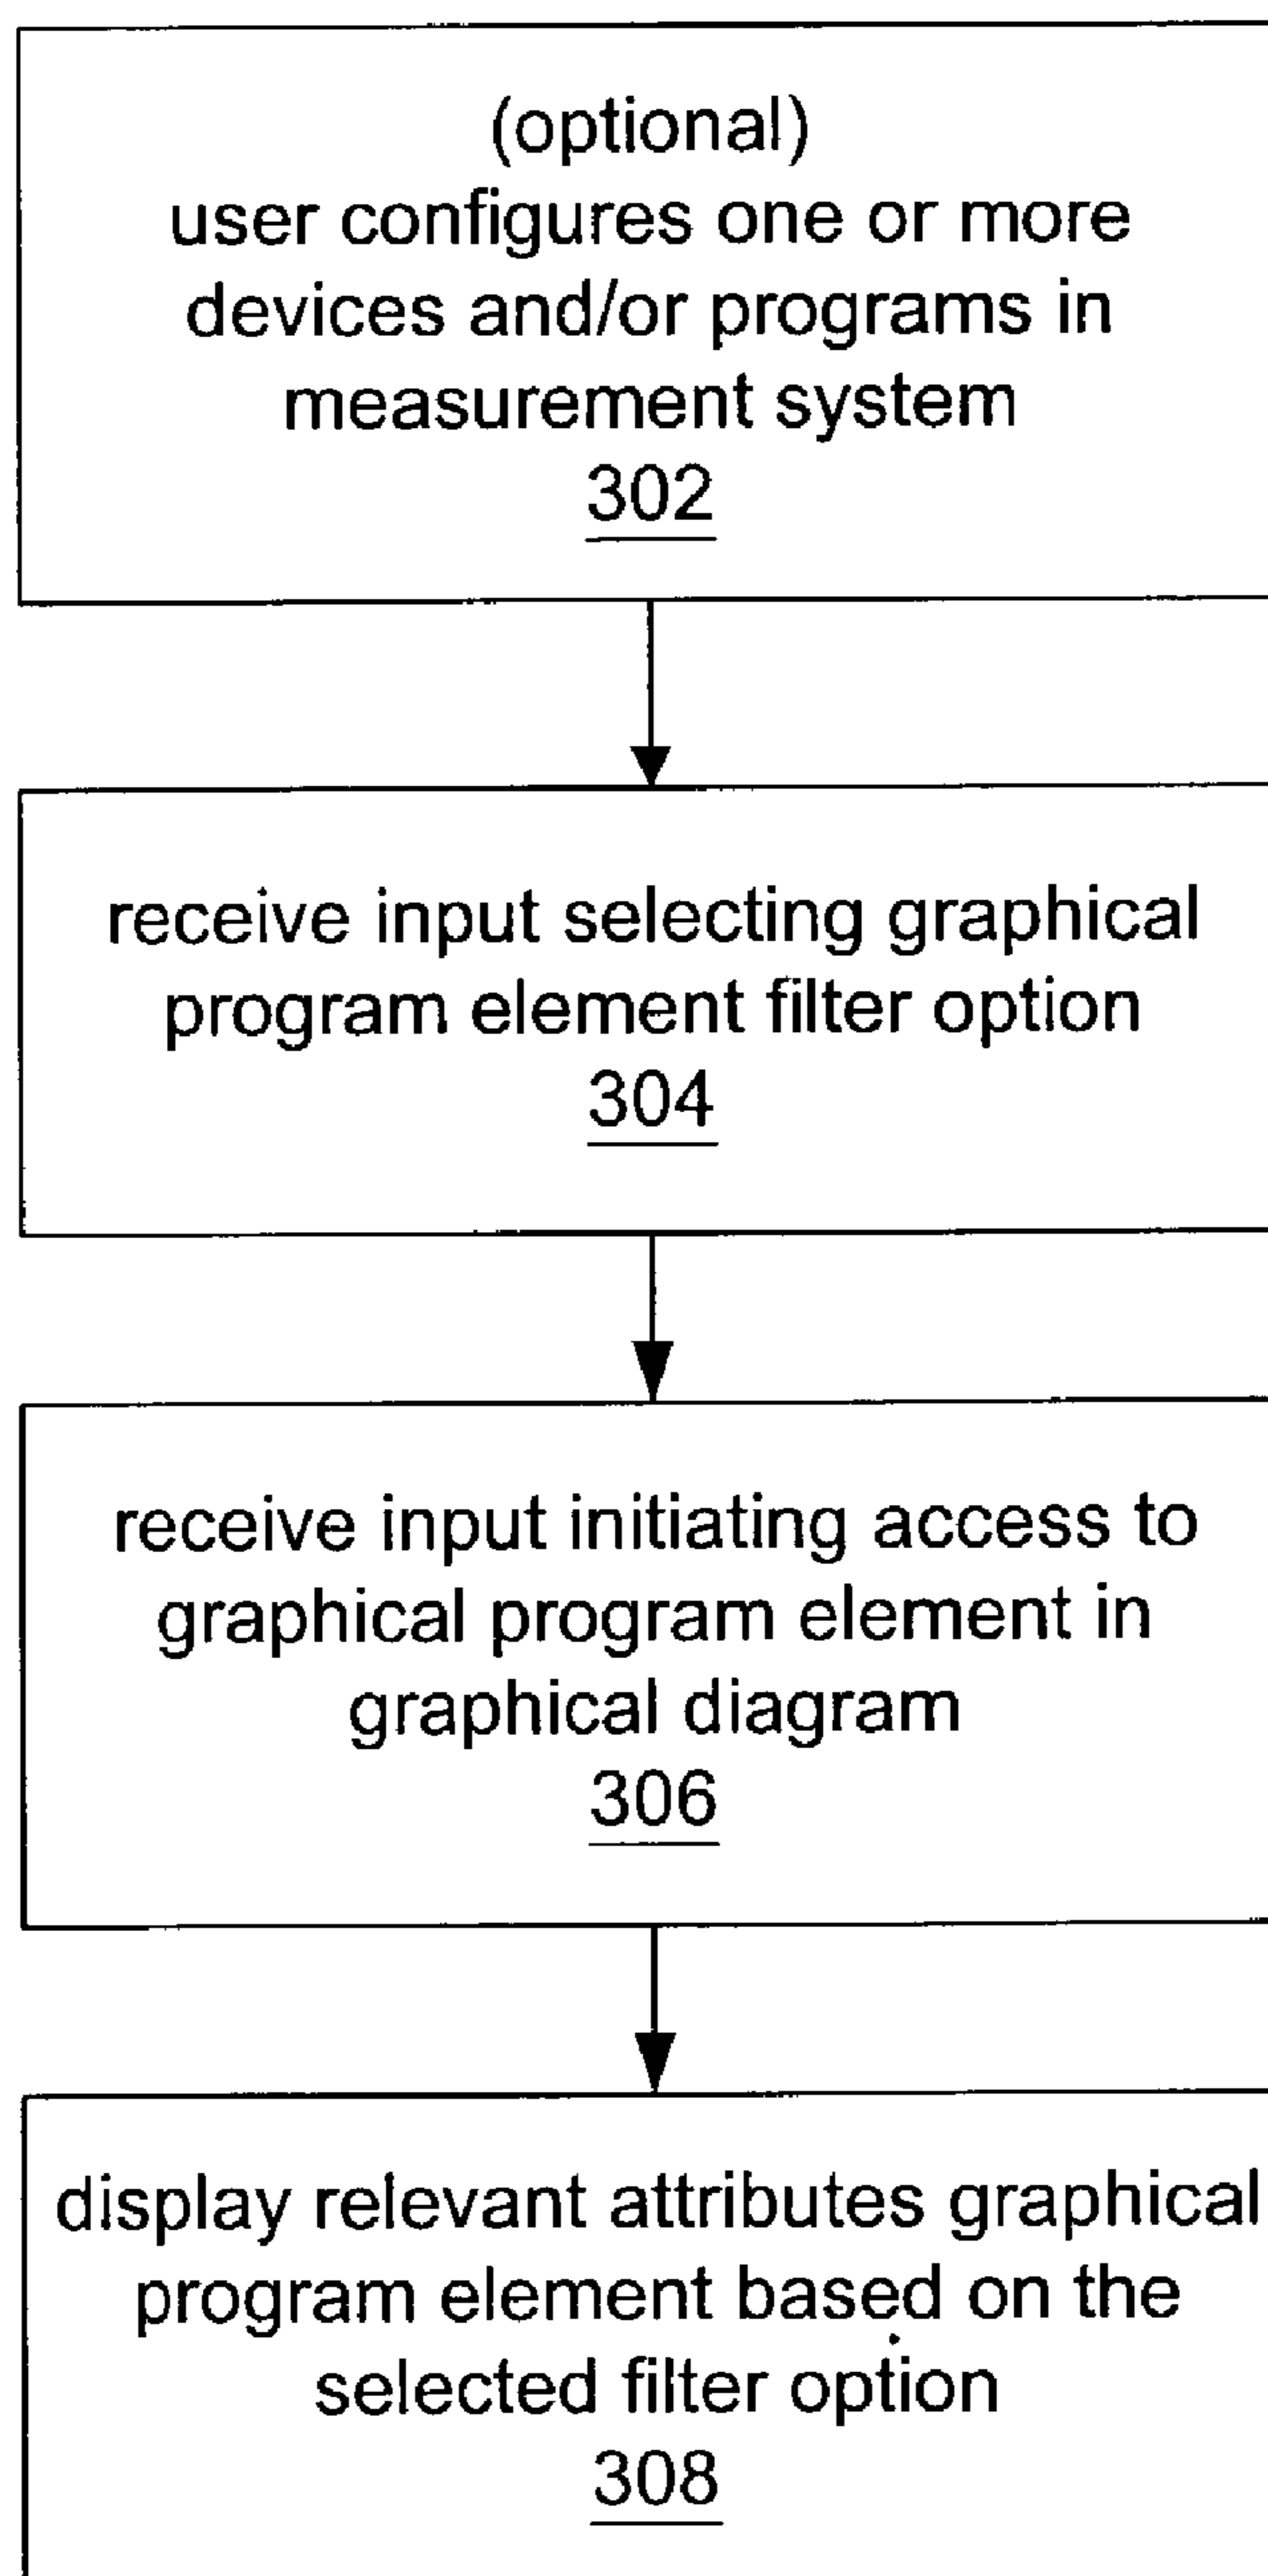 (optional)
user configures one or more
devices and/or programs in
measurement system
302
receive input selecting graphical
program element filter option
304
receive input initiating access to
graphical program element in
graphical diagram
306
display relevant attributes graphical
program element based on the
selected filter option
308